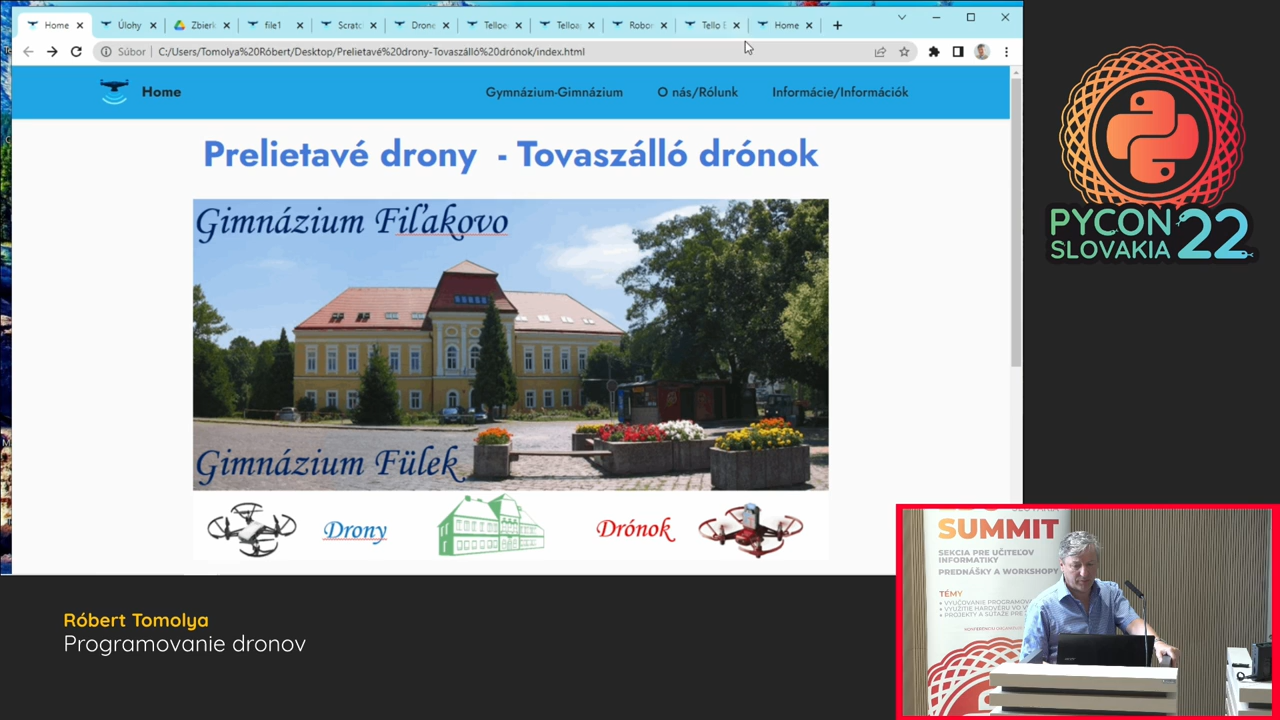 Home
Úlohy
Zbierk
file1
Scratc
Drone
Telloe
Telloa
Robor
Tello E
Home
Súbor
C:/Users/Tomolya%20Róbert/Desktop/Prelietavé%20drony-Tovaszálló%20drónok/index.html
Home
Gymnázium-Gimnázium
O nás/Rólunk
Informácie/Információk
Prelietavé drony - Tovaszálló drónok
Gimnázium Fiľakovo
Gimnázium Fülek
Drony
Drónok
PYCON
SLOVAKIA
22
SUMMIT
SEKCIA PRE UČITEĽOV
INFORMATIKY
PREDNÁŠKY A WORKSHOPY
TÉMY
Róbert Tomolya
Programovanie dronov